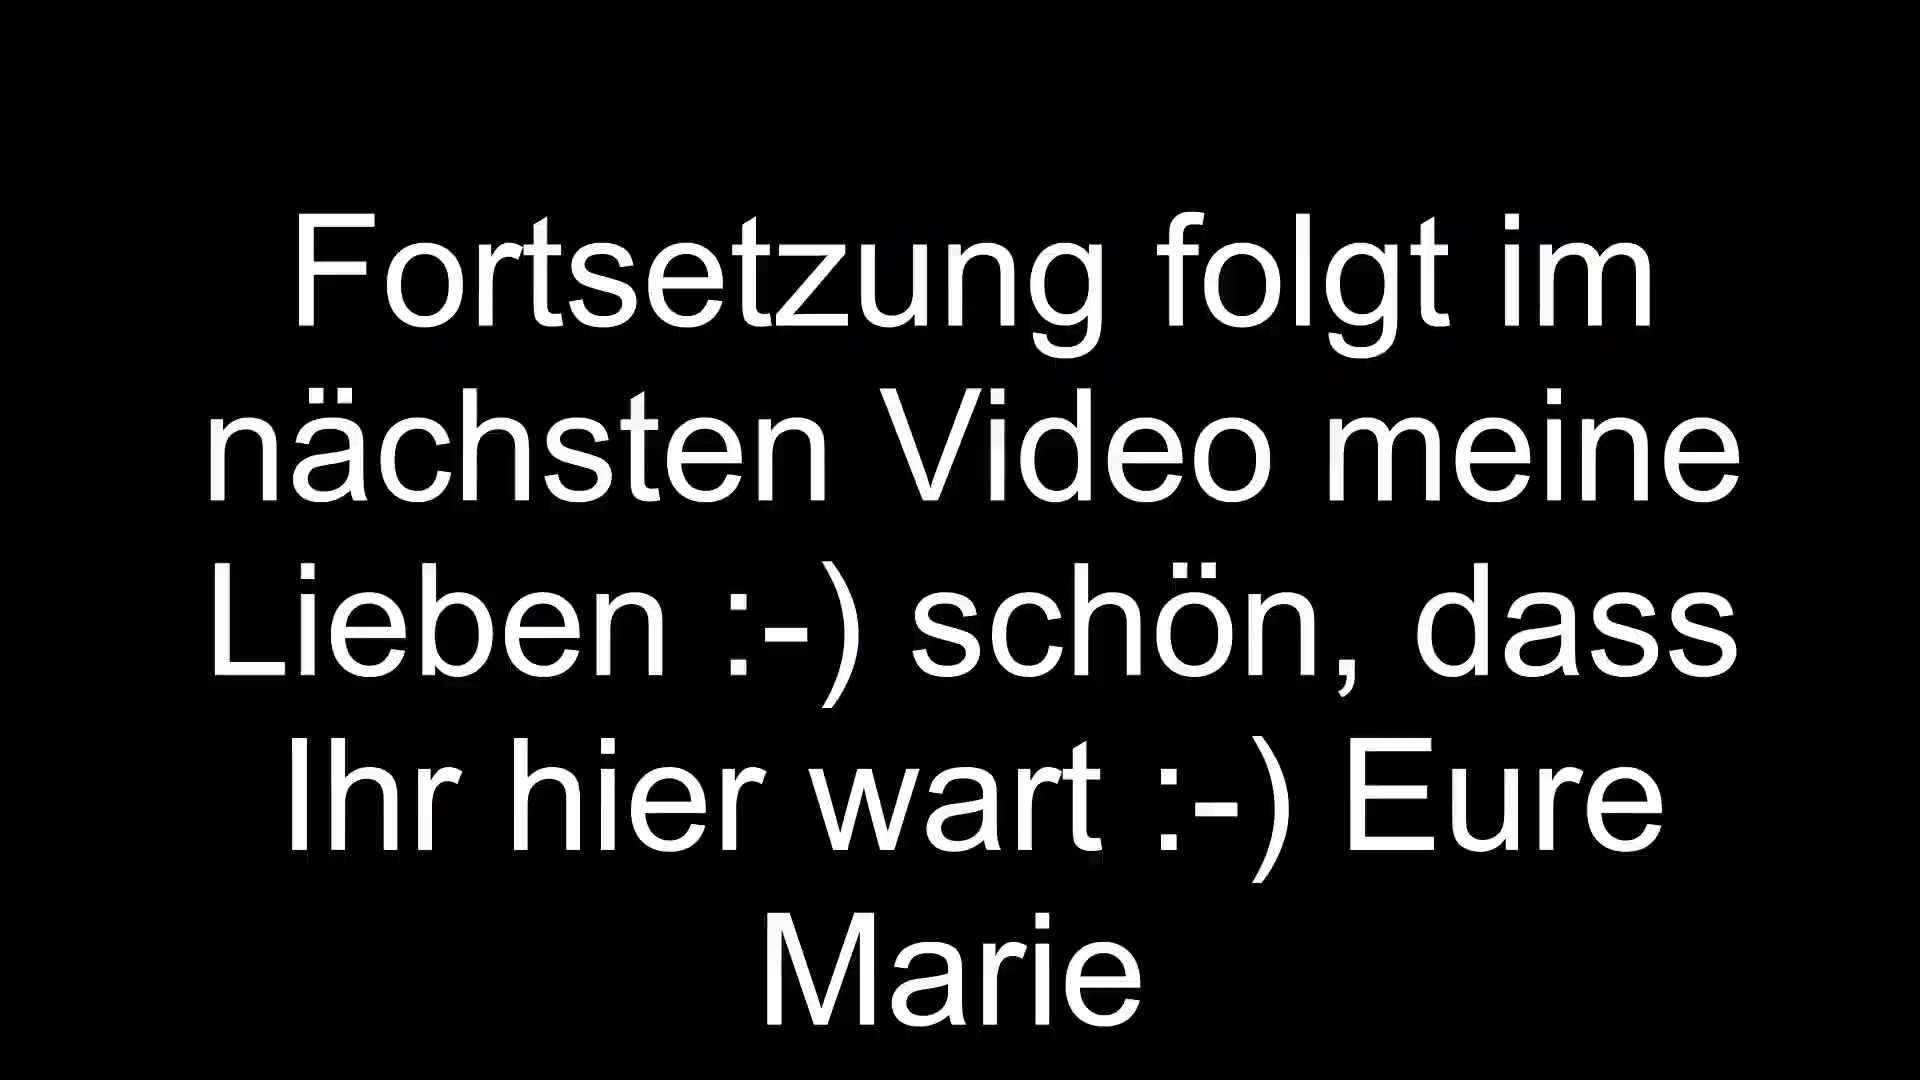 Fortsetzung folgt im
nächsten Video meine
Lieben :-) schön, dass
Ihr hier wart :-) Eure
Marie